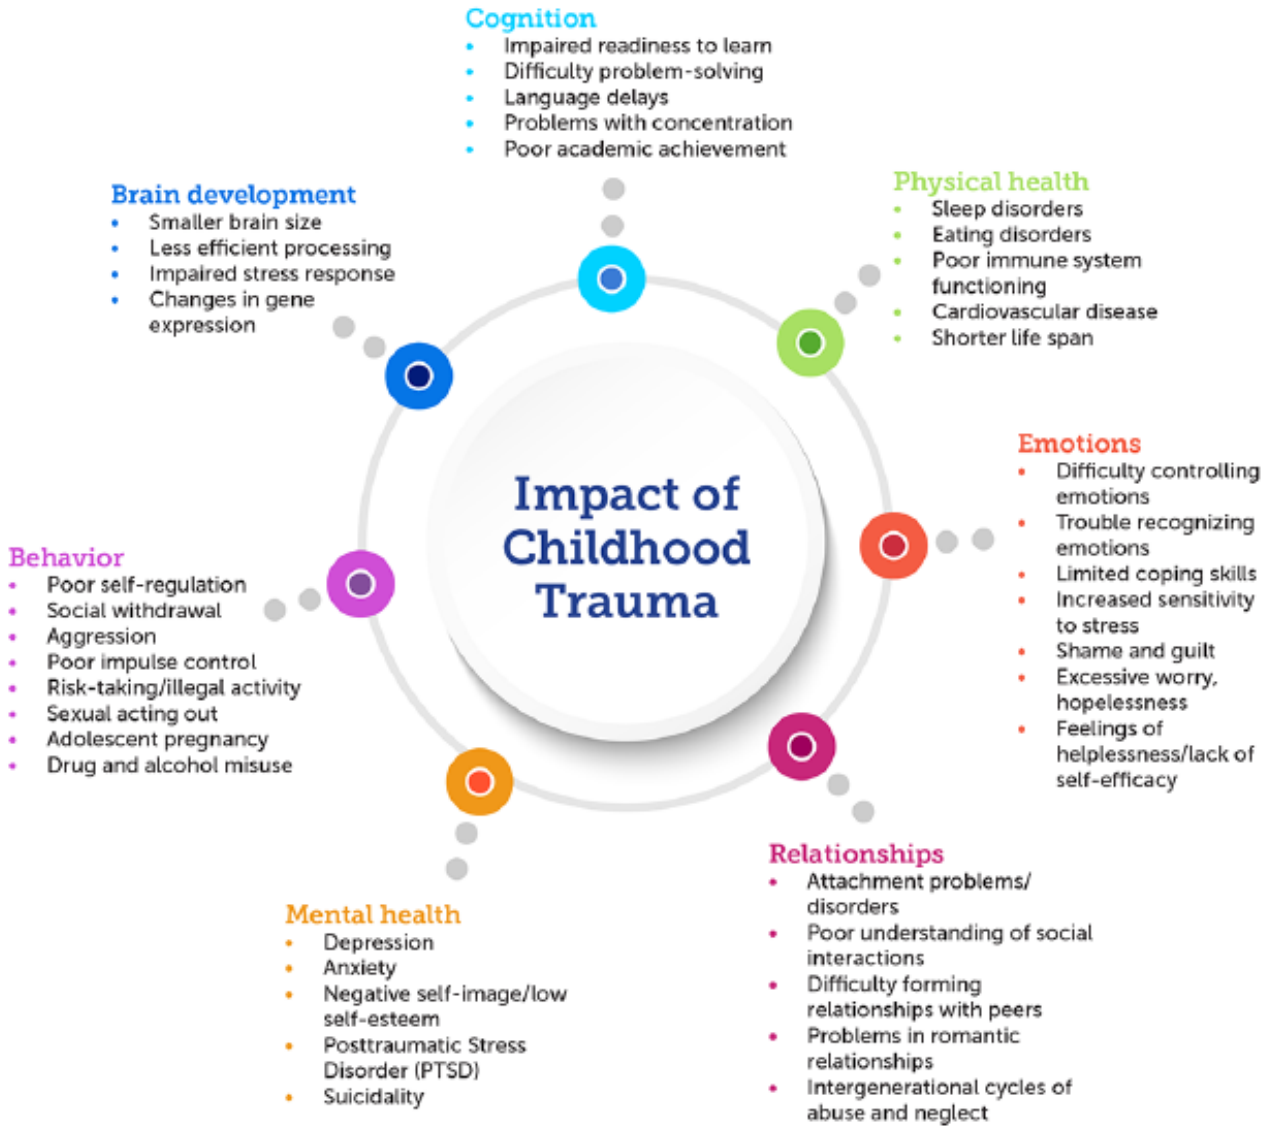 Cognition
• Impaired readiness to learn
• Difficulty problem-solving
• Language delays
• Problems with concentration
• Poor academic achievement
Physical health
• Sleep disorders
• Eating disorders
• Poor immune system
functioning
• Cardiovascular disease
• Shorter life span
Emotions
• Difficulty controlling
emotions
• Trouble recognizing
emotions
• Limited coping skills
• Increased sensitivity
to stress
• Shame and guilt
• Excessive worry,
hopelessness
• Feelings of
helplessness/lack of
self-efficacy
Relationships
• Attachment problems/
disorders
• Poor understanding of social
interactions
• Difficulty forming
relationships with peers
• Problems in romantic
relationships
• Intergenerational cycles of
abuse and neglect
Mental health
• Depression
• Anxiety
• Negative self-image/low
self-esteem
• Posttraumatic Stress
Disorder (PTSD)
• Suicidality
Behavior
• Poor self-regulation
• Social withdrawal
• Aggression
• Poor impulse control
• Risk-taking/illegal activity
• Sexual acting out
• Adolescent pregnancy
• Drug and alcohol misuse
Brain development
• Smaller brain size
• Less efficient processing
• Impaired stress response
• Changes in gene
expression
Impact of
Childhood
Trauma